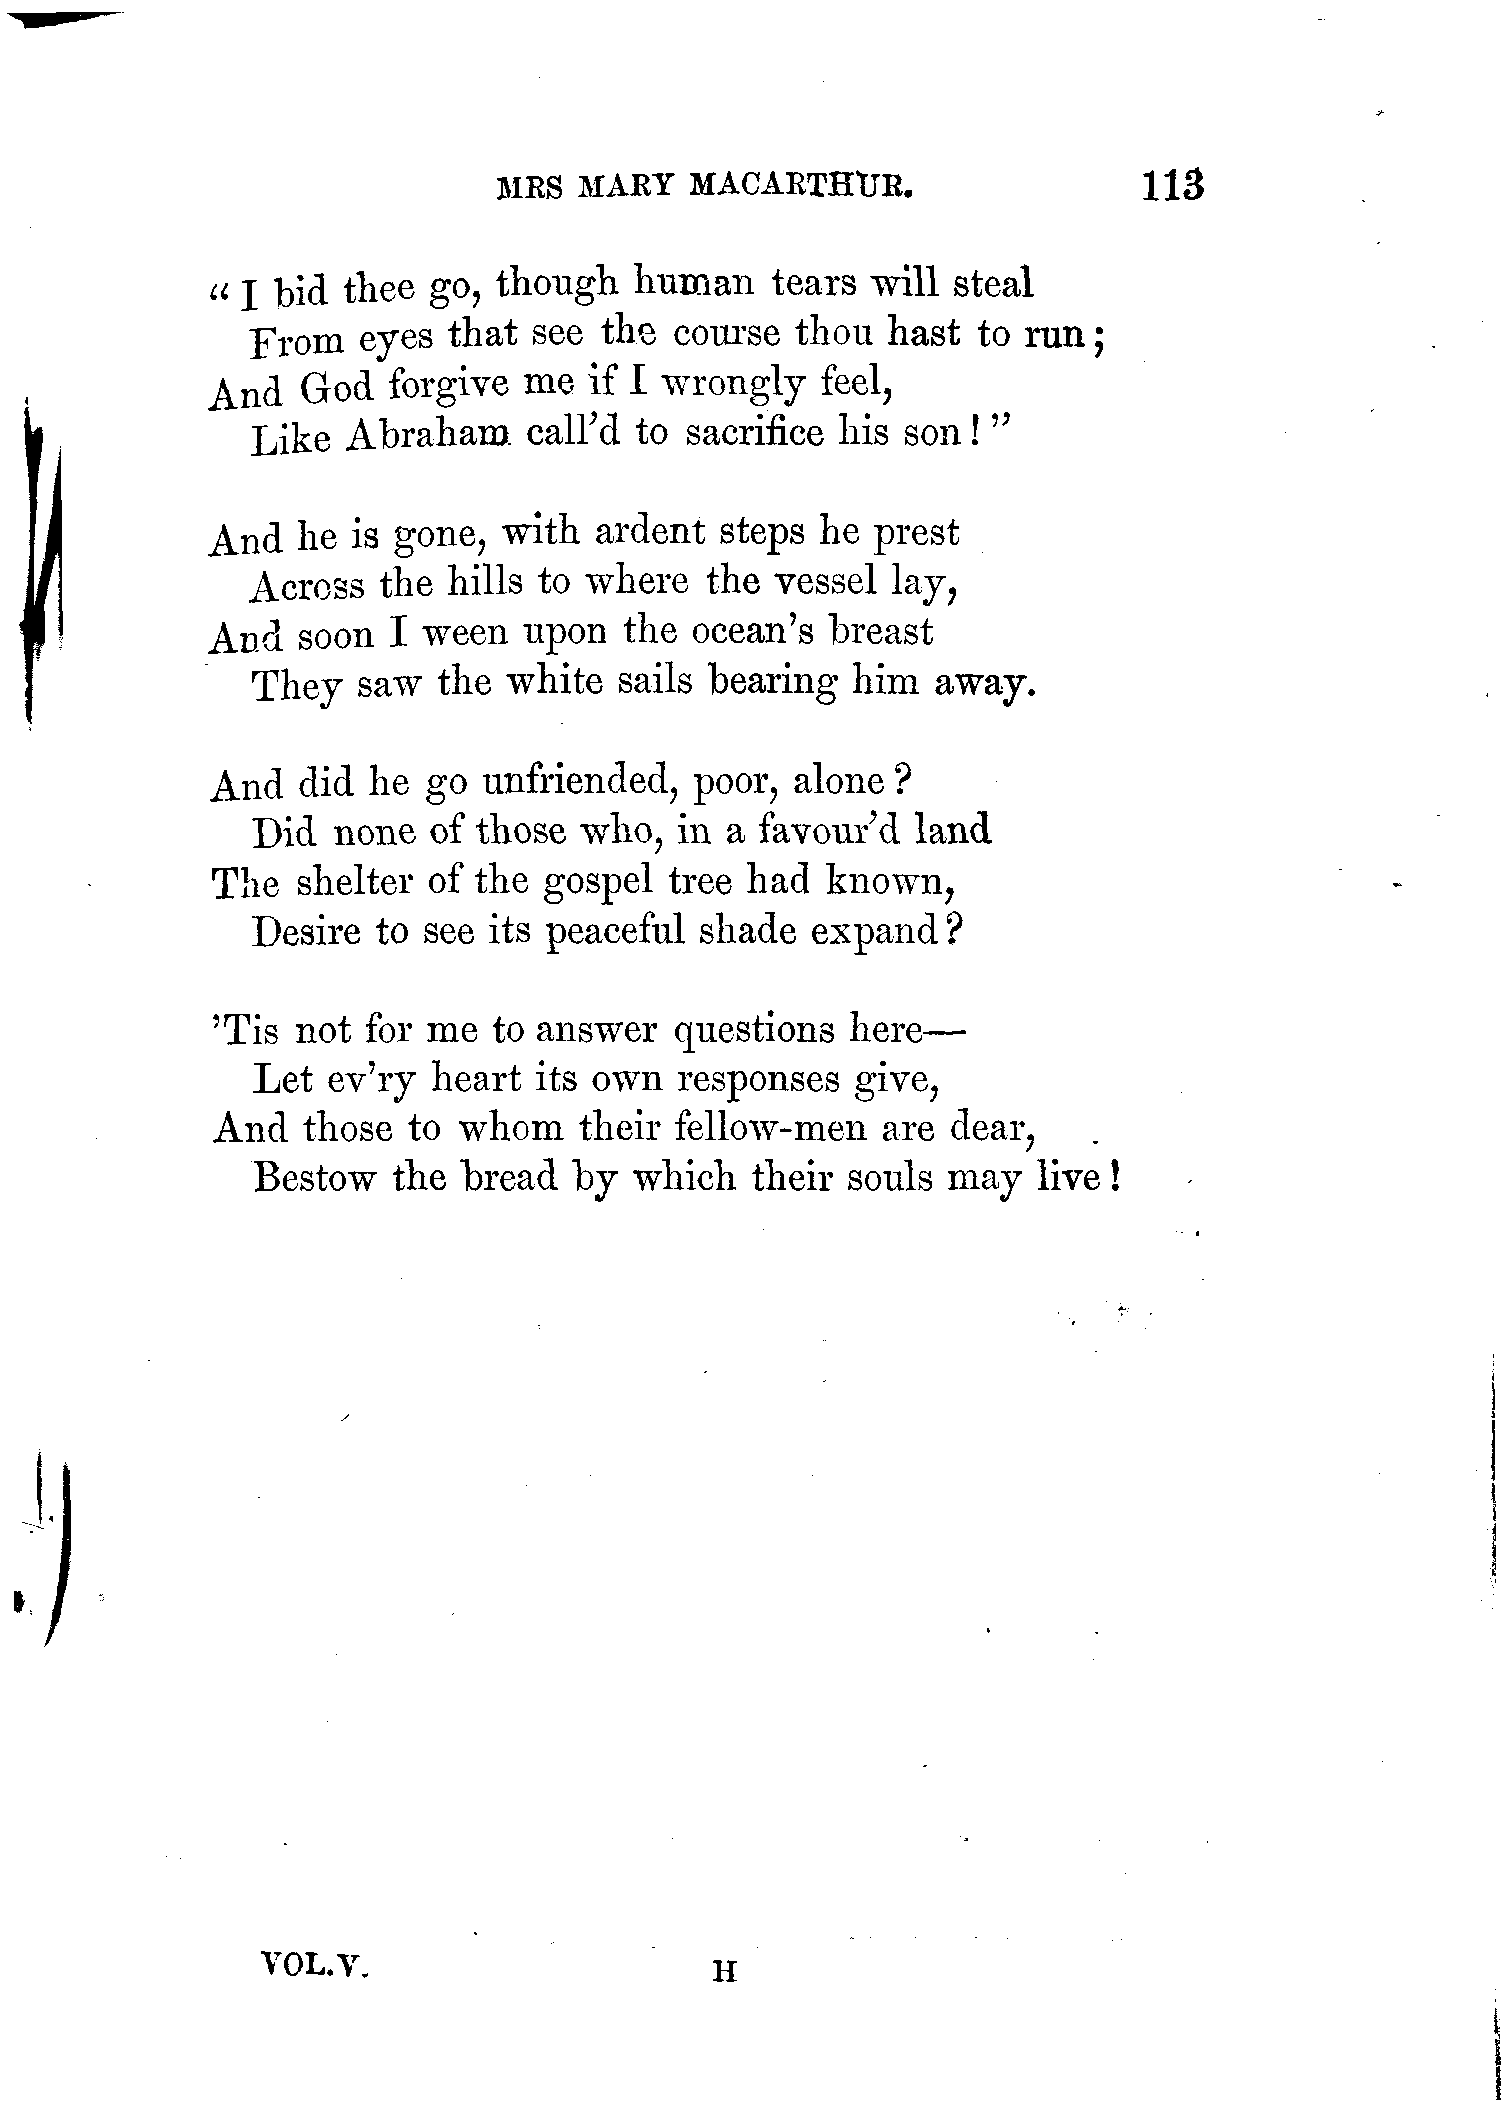 MRS MARY MACARTHUR. 113
“I bid thee go, though human tears will steal
From eyes that see the course thou hast to run;
And God forgive me if I wrongly feel,
Like Abraham call’d to sacrifice his son!”
And he is gone, with ardent steps he prest
Across the hills to where the vessel lay,
And soon I ween upon the ocean’s breast
They saw the white sails bearing him away.
And did he go unfriended, poor, alone?
Did none of those who, in a favour’d land
The shelter of the gospel tree had known,
Desire to see its peaceful shade expand?
’Tis not for me to answer questions here—
Let ev’ry heart its own responses give,
And those to whom their fellow-men are dear,
Bestow the bread by which their souls may live!
VOL. V. H